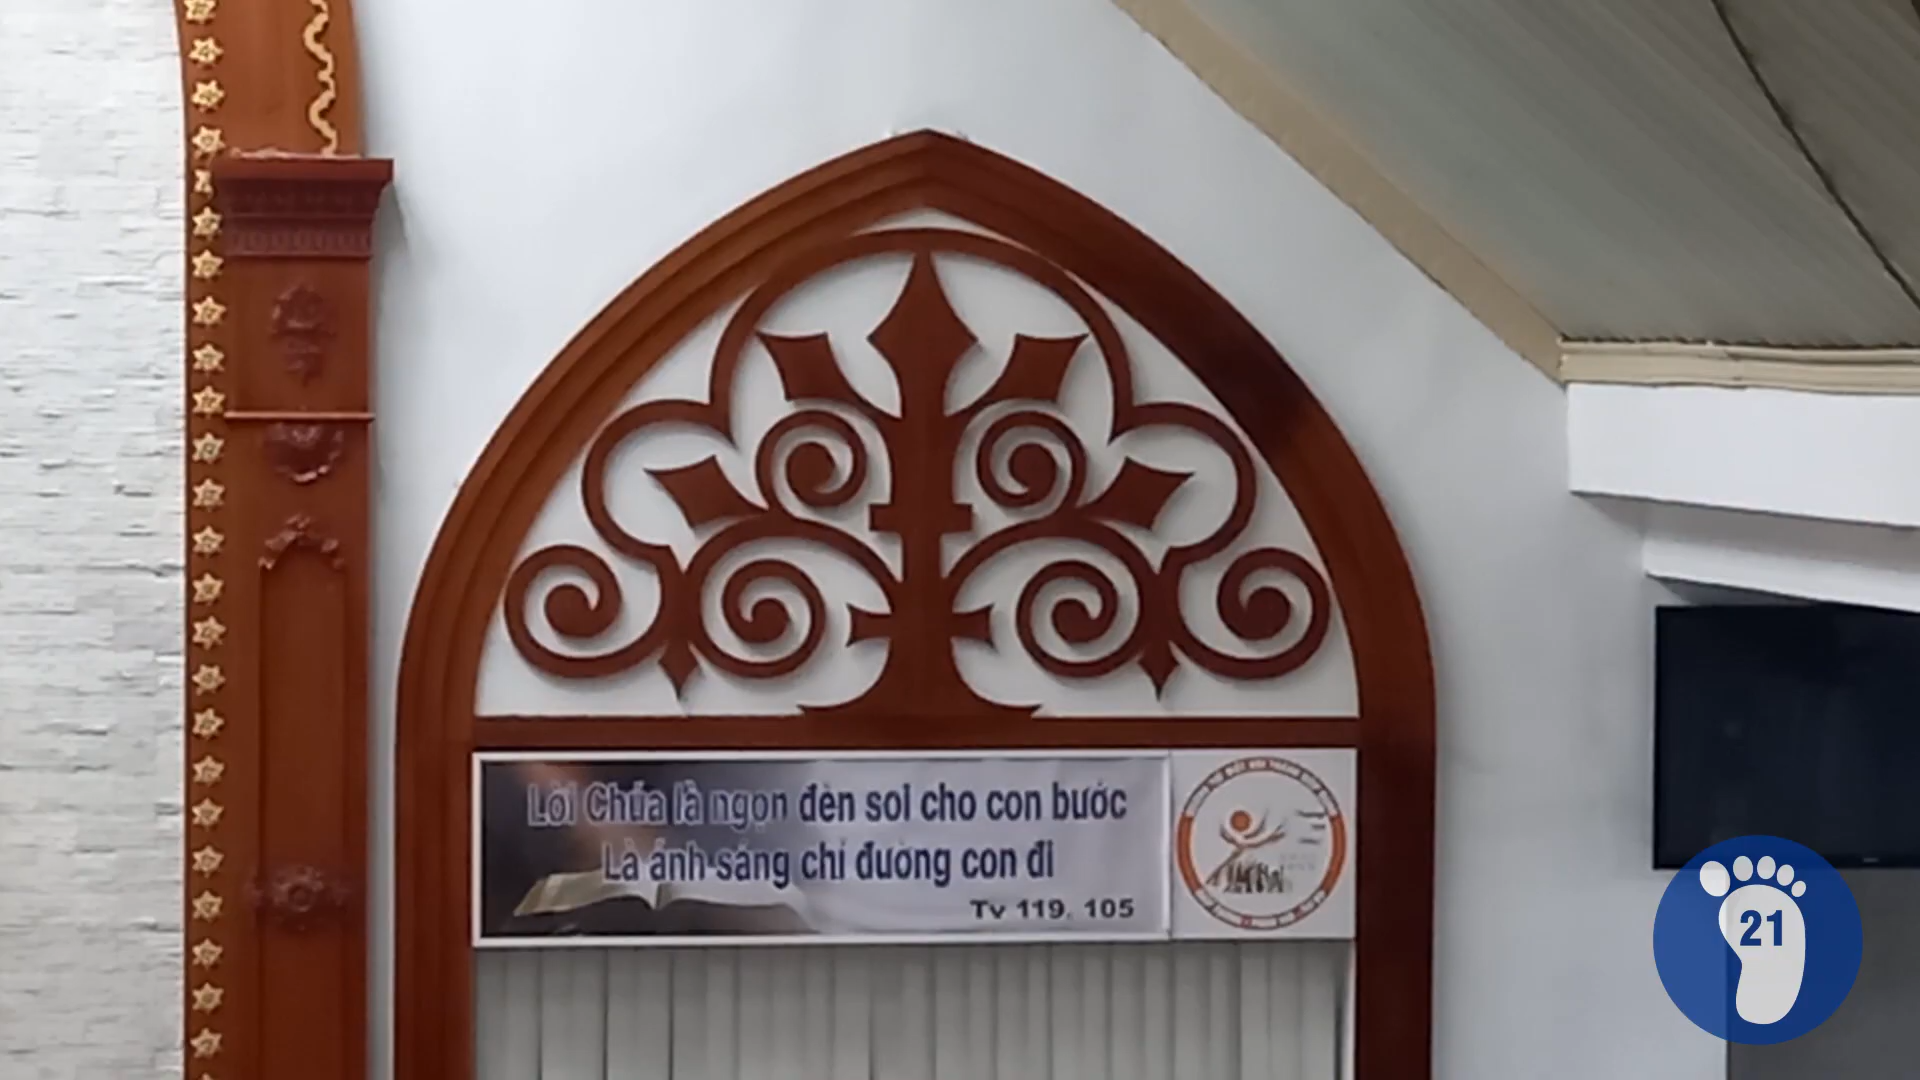 Lời Chúa là ngọn đèn soi cho con bước
Là ánh sáng chỉ đường con đi
Tv 119, 105
21